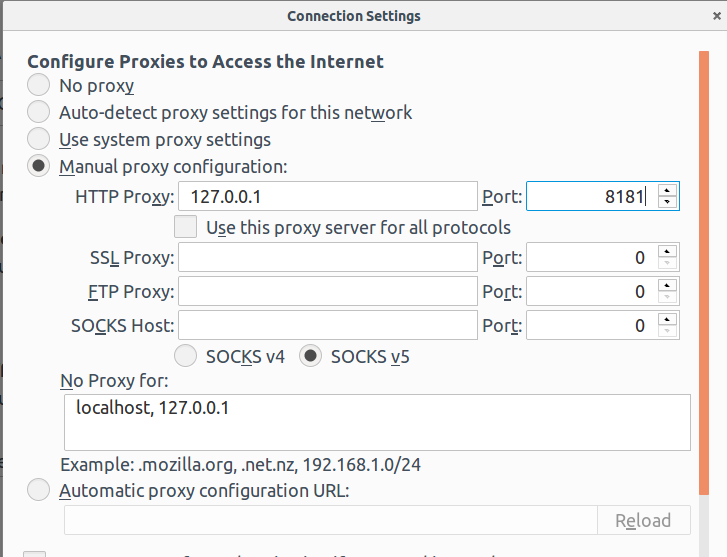 Connection Settings ×
Configure Proxies to Access the Internet
No proxy
Auto-detect proxy settings for this network
Use system proxy settings
Manual proxy configuration:
HTTP Proxy: 127.0.0.1 Port: 8181
Use this proxy server for all protocols
SSL Proxy: Port: 0
FTP Proxy: Port: 0
SOCKS Host: Port: 0
SOCKS v4 SOCKS v5
No Proxy for:
localhost, 127.0.0.1
Example: .mozilla.org, .net.nz, 192.168.1.0/24
Automatic proxy configuration URL:
Reload